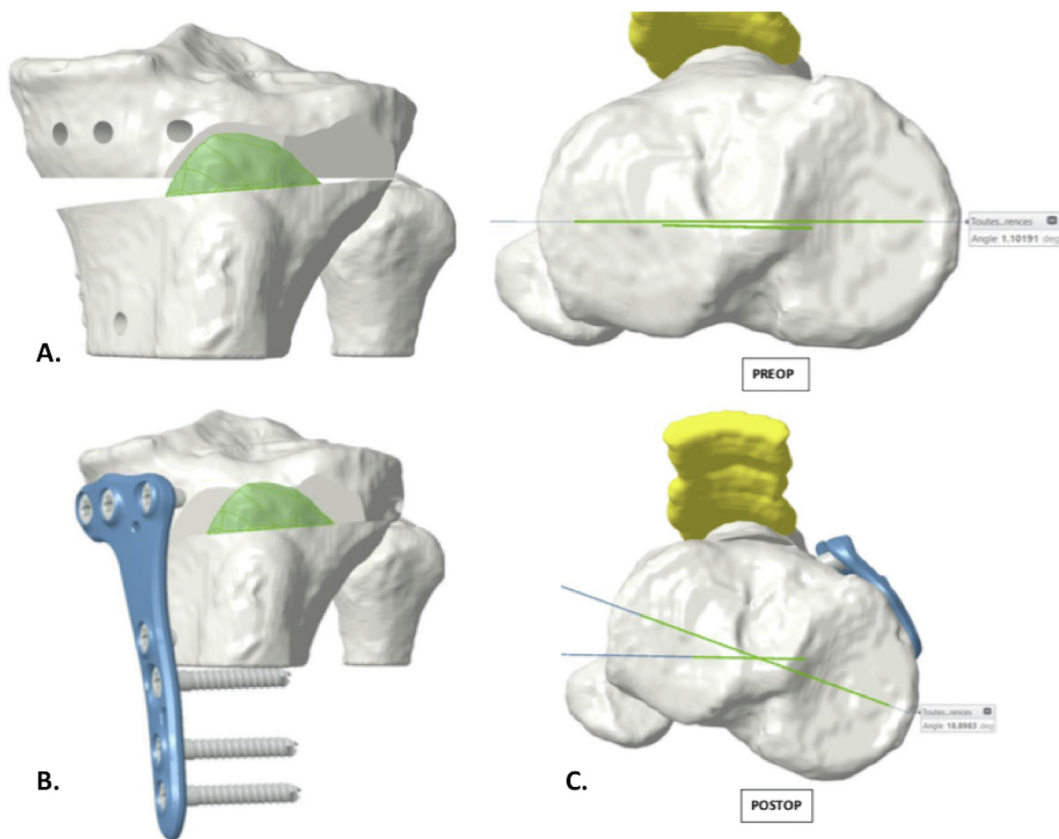 Toutes...rences
Angle 1.10191 deg
A.
PREOP
Toutes...rences
Angle 18.8983 deg
B.
C.
POSTOP